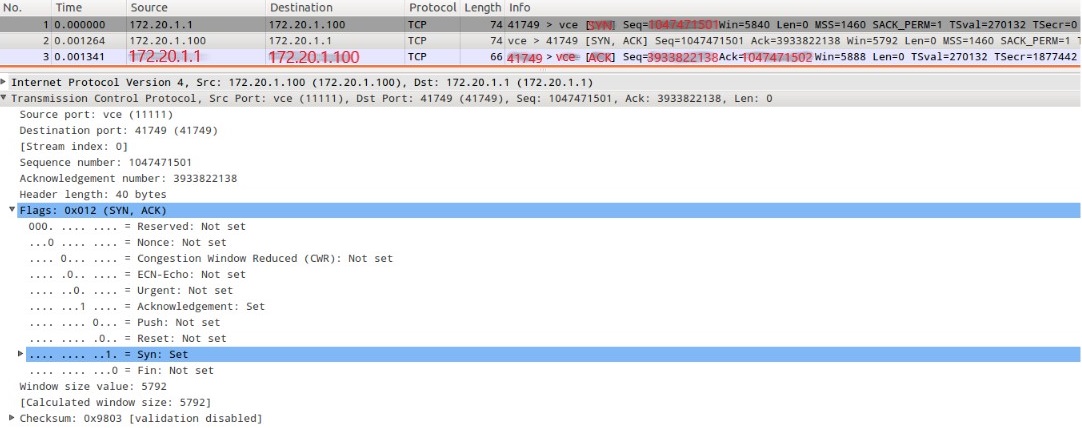 No. Time Source Destination Protocol Length Info
1 0.000000 172.20.1.1 172.20.1.100 TCP 74 41749 > vce [SYN] Seq=1047471501 Win=5840 Len=0 MSS=1460 SACK_PERM=1 TSval=270132 TSecr=0
2 0.001264 172.20.1.100 172.20.1.1 TCP 74 vce > 41749 [SYN, ACK] Seq=1047471501 Ack=3933822138 Win=5792 Len=0 MSS=1460 SACK_PERM=1 T
3 0.001341 172.20.1.1 172.20.1.100 TCP 66 41749 > vce [ACK] Seq=3933822138 Ack=1047471502 Win=5888 Len=0 TSval=270132 TSecr=1877442
Internet Protocol Version 4, Src: 172.20.1.100 (172.20.1.100), Dst: 172.20.1.1 (172.20.1.1)
Transmission Control Protocol, Src Port: vce (11111), Dst Port: 41749 (41749), Seq: 1047471501, Ack: 3933822138, Len: 0
Source port: vce (11111)
Destination port: 41749 (41749)
[Stream index: 0]
Sequence number: 1047471501
Acknowledgement number: 3933822138
Header length: 40 bytes
Flags: 0x012 (SYN, ACK)
000. .... .... = Reserved: Not set
...0 .... .... = Nonce: Not set
.... 0... .... = Congestion Window Reduced (CWR): Not set
.... .0.. .... = ECN-Echo: Not set
.... ..0. .... = Urgent: Not set
.... ...1 .... = Acknowledgement: Set
.... .... 0... = Push: Not set
.... .... .0.. = Reset: Not set
.... .... ..1. = Syn: Set
.... .... ...0 = Fin: Not set
Window size value: 5792
[Calculated window size: 5792]
Checksum: 0x9803 [validation disabled]